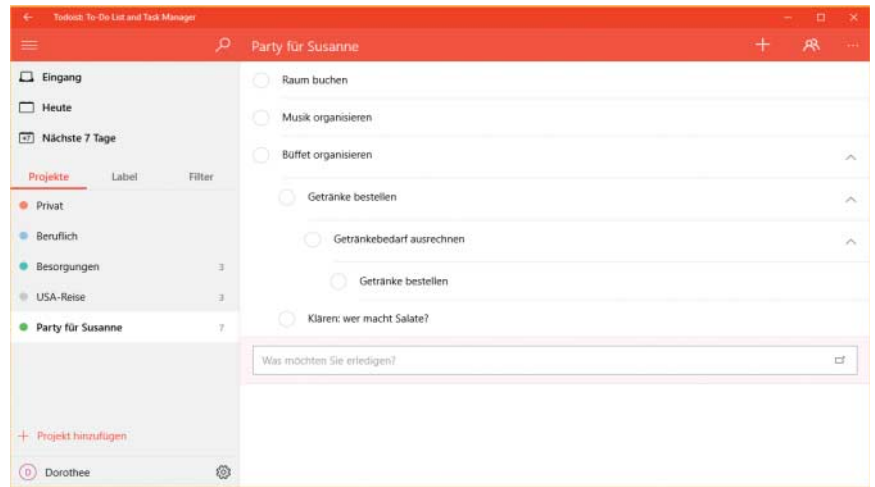 Todoist: To-Do List and Task Manager
Party für Susanne
Eingang
Heute
+7 Nächste 7 Tage
Projekte Label Filter
Privat
Beruflich
Besorgungen 3
USA-Reise 3
Party für Susanne 7
+ Projekt hinzufügen
D Dorothee
Raum buchen
Musik organisieren
Büffet organisieren
Getränke bestellen
Getränkebedarf ausrechnen
Getränke bestellen
Klären: wer macht Salate?
Was möchten Sie erledigen?